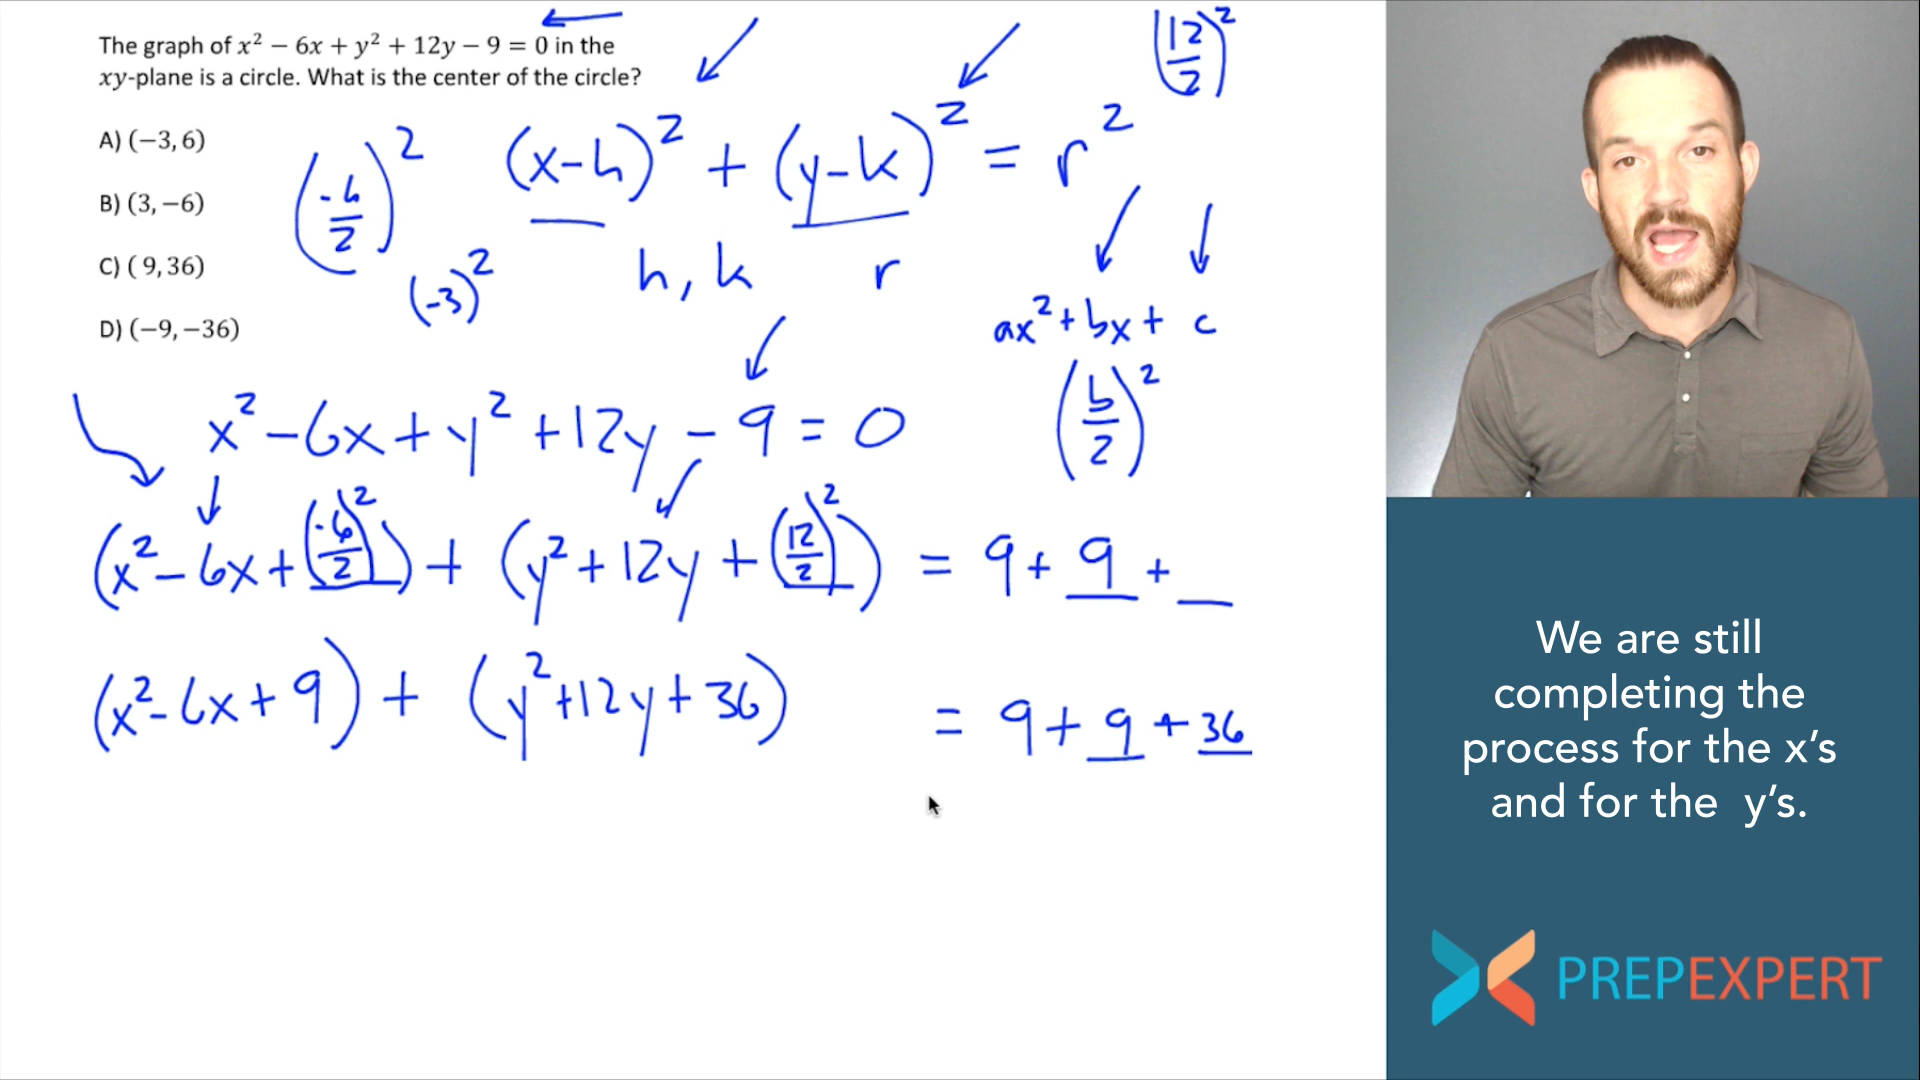 The graph of x² − 6x + y² + 12y − 9 = 0 in the
xy-plane is a circle. What is the center of the circle?
A) (−3, 6)
B) (3, −6)
C) ( 9, 36)
D) (−9, −36)
(12/2)²
(-6/2)²
(x-h)² + (y-k)² = r²
(-3)²
h, k
r
ax²+bx+ c
(b/2)²
x²-6x+y²+12y-9=0
(x²-6x+(-6/2)²)+(y²+12y+(12/2)²) = 9+9+__
(x²-6x+9)+(y²+12y+36) = 9+9+36
We are still
completing the
process for the x's
and for the y's.
PREPEXPERT